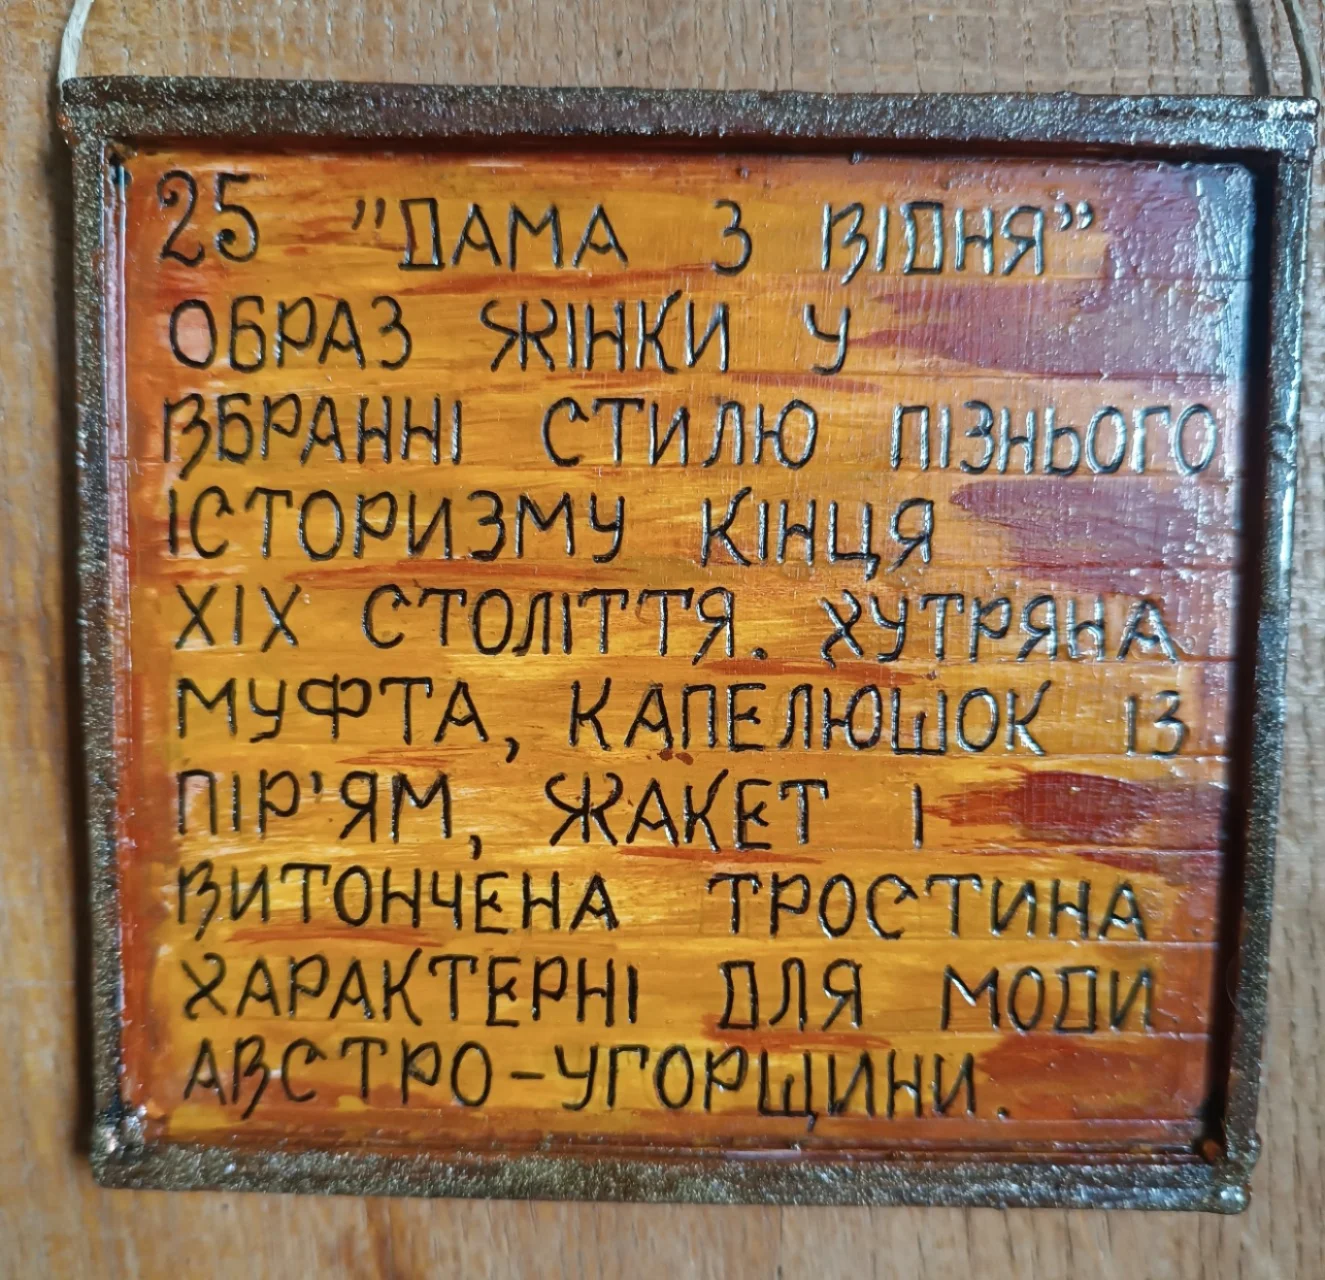 25 "ДАМА З ВІДНЯ"
ОБРАЗ ЖІНКИ У
ВБРАННІ СТИЛЮ ПІЗНЬОГО
ІСТОРИЗМУ КІНЦЯ
ХІХ СТОЛІТТЯ. ХУТРЯНА
МУФТА, КАПЕЛЮШОК ІЗ
ПІР'ЯМ, ЖАКЕТ І
ВИТОНЧЕНА ТРОСТИНА
ХАРАКТЕРНІ ДЛЯ МОДИ
АВСТРО-УГОРЩИНИ.